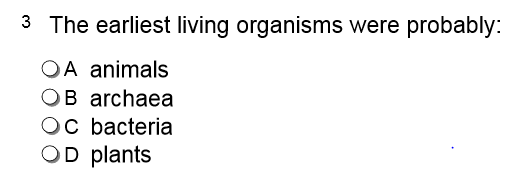 3 The earliest living organisms were probably:
A animals
B archaea
C bacteria
D plants